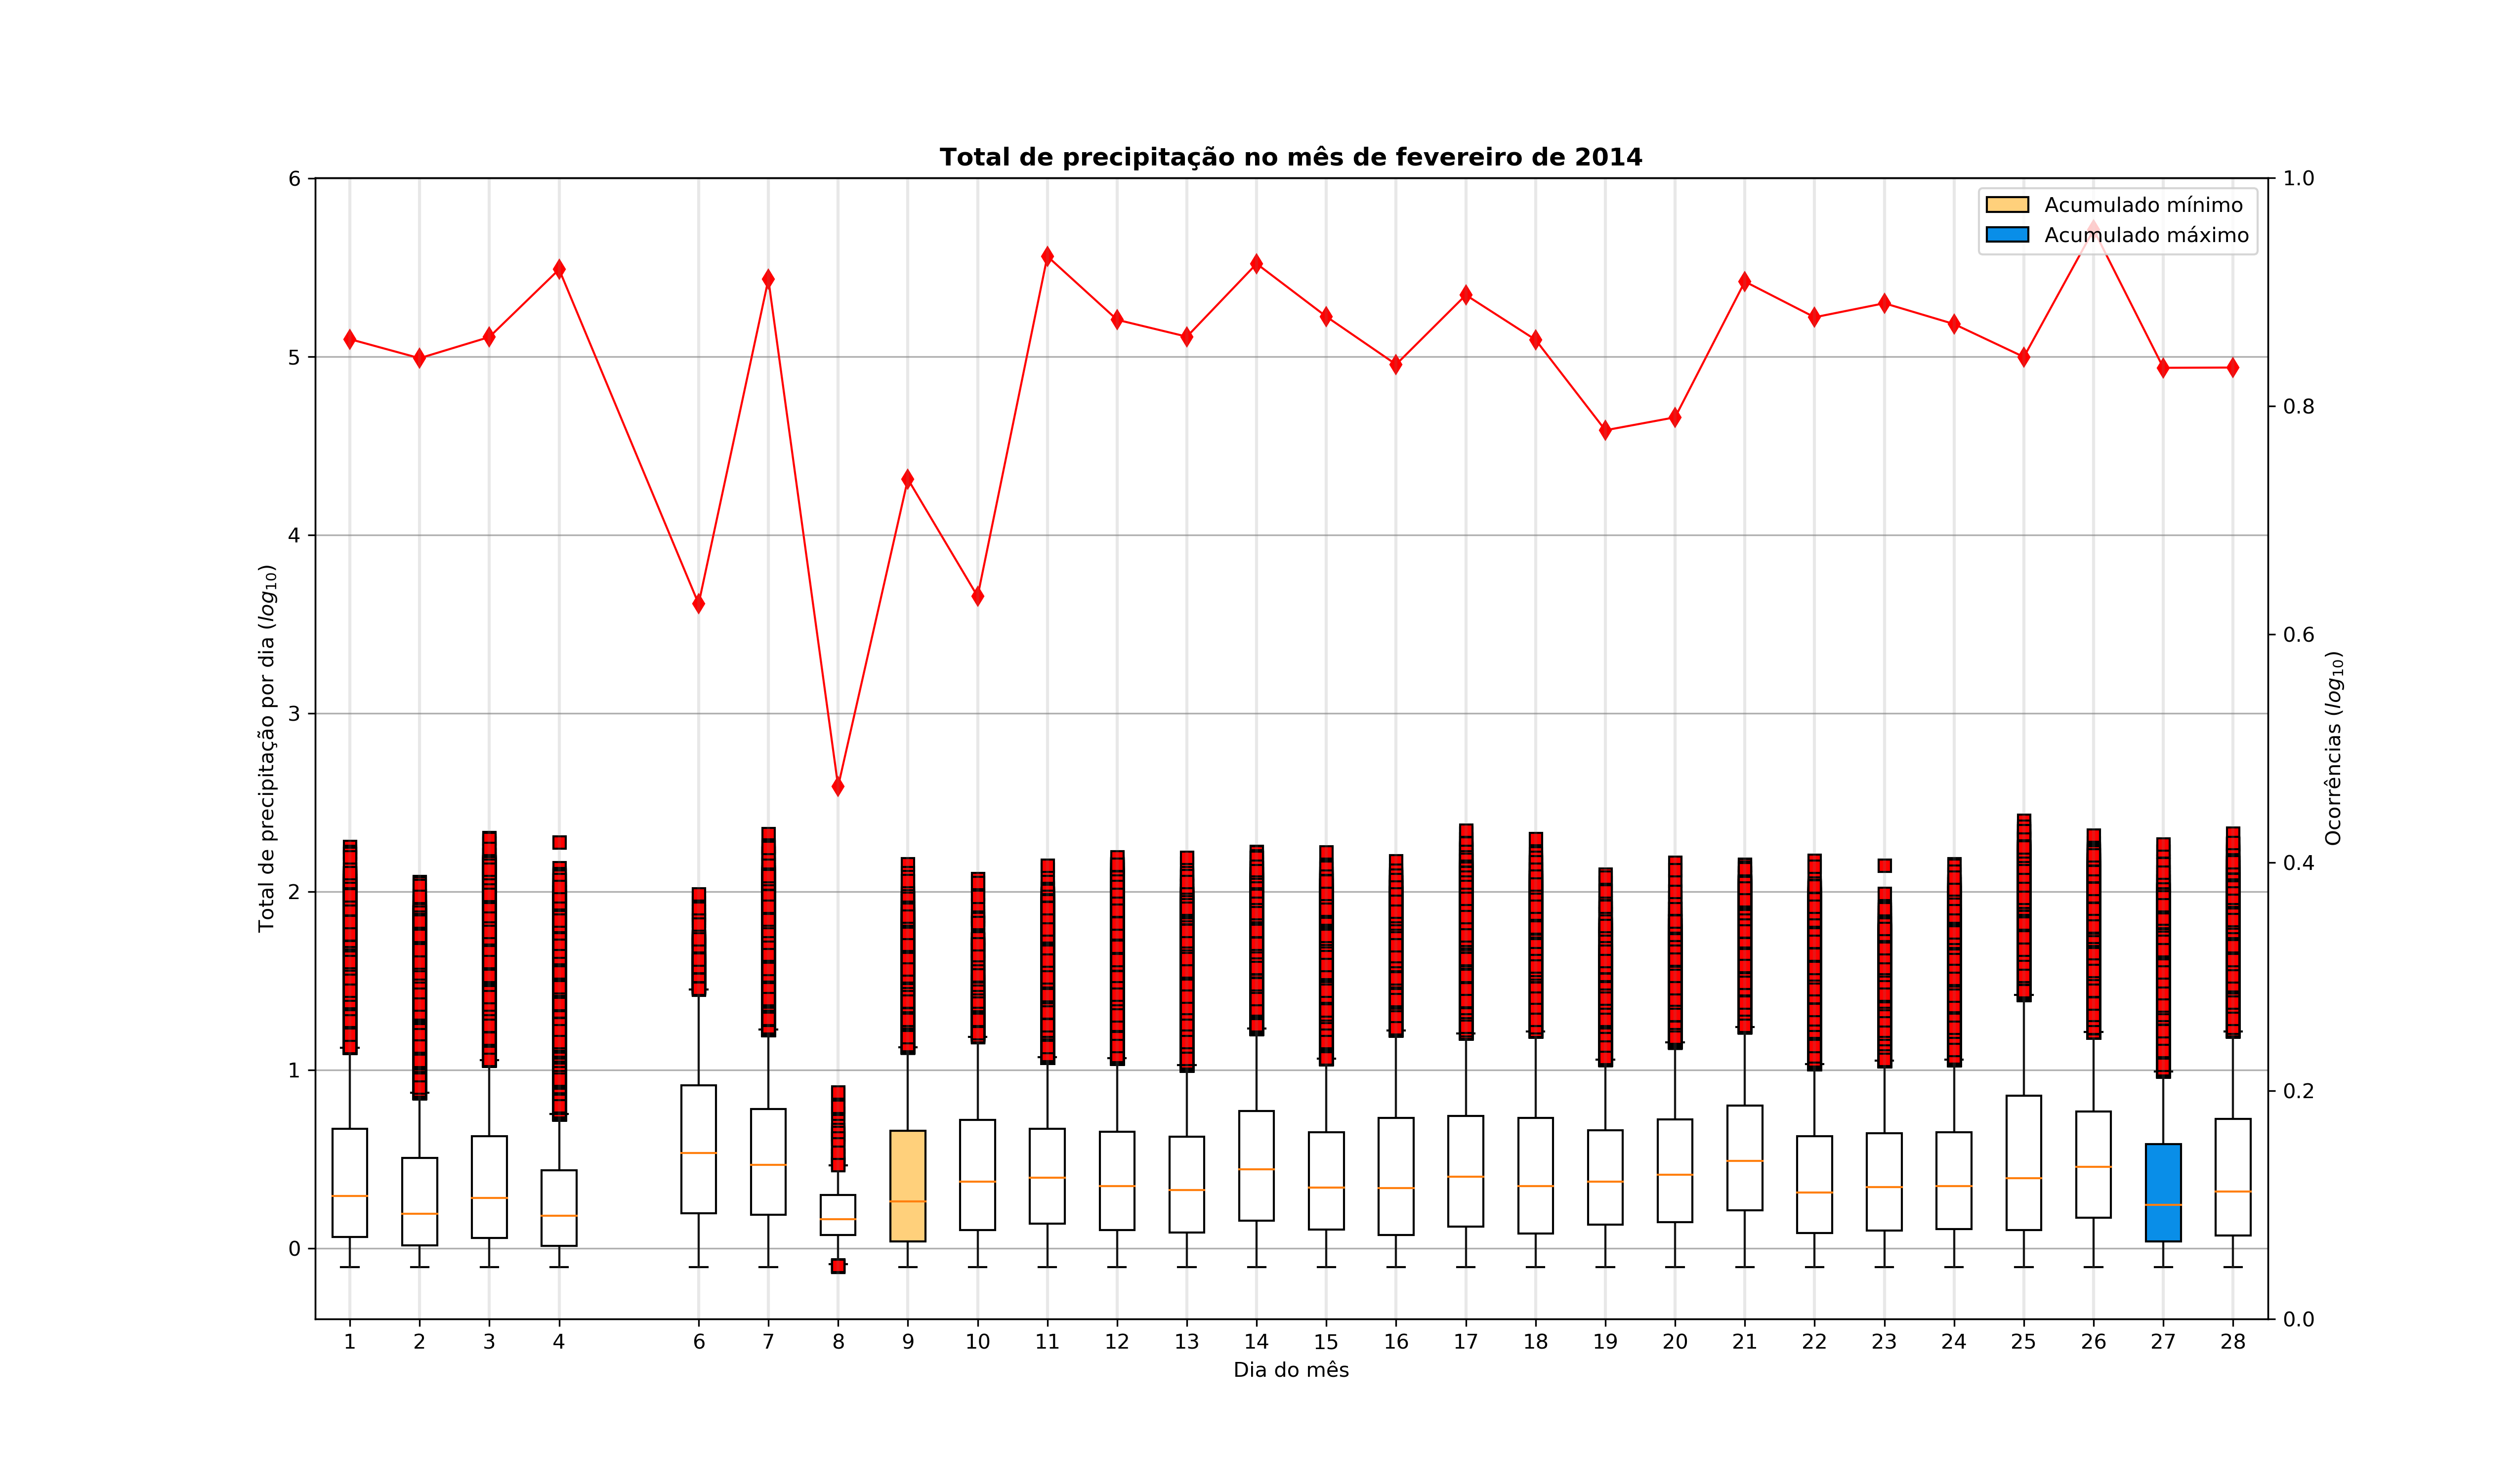 Total de precipitação no mês de fevereiro de 2014
Acumulado mínimo
Acumulado máximo
6
5
4
3
2
1
0
Total de precipitação por dia (log₁₀)
1.0
0.8
0.6
0.4
0.2
0.0
Ocorrências (log₁₀)
1 2 3 4 6 7 8 9 10 11 12 13 14 15 16 17 18 19 20 21 22 23 24 25 26 27 28
Dia do mês